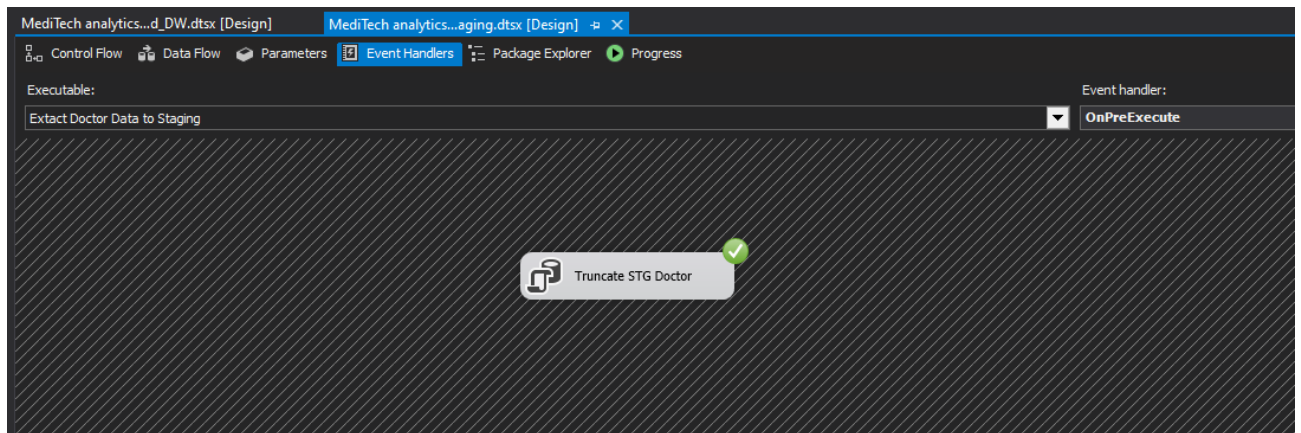 MediTech analytics...d_DW.dtsx [Design] MediTech analytics...aging.dtsx [Design]
Control Flow Data Flow Parameters Event Handlers Package Explorer Progress
Executable: Event handler:
Extact Doctor Data to Staging OnPreExecute
Truncate STG Doctor